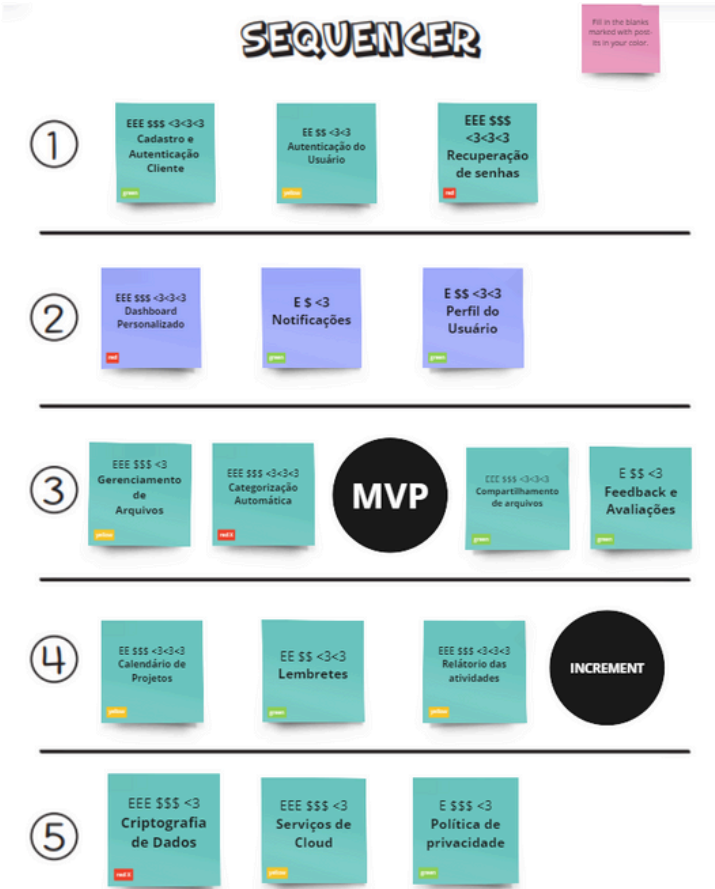 SEQUENCER
Fill in the blanks
marked with post-
its in your color.
1
EEE $$$ <3<3<3
Cadastro e
Autenticação
Cliente
green
EE $$ <3<3
Autenticação do
Usuário
yellow
EEE $$$
<3<3<3
Recuperação
de senhas
red
2
EEE $$$ <3<3<3
Dashboard
Personalizado
red
E $ <3
Notificações
green
E $$ <3<3
Perfil do
Usuário
green
3
EEE $$$ <3
Gerenciamento
de
Arquivos
yellow
EEE $$$ <3<3<3
Categorização
Automática
red II
MVP
EEE $$$ <3<3<3
Compartilhamento
de arquivos
green
E $$ <3
Feedback e
Avaliações
green
4
EE $$$ <3<3<3
Calendário de
Projetos
yellow
EE $$ <3<3
Lembretes
green
EEE $$$ <3<3<3
Relátorio das
atividades
yellow
INCREMENT
5
EEE $$$ <3
Criptografia
de Dados
red II
EEE $$$ <3
Serviços de
Cloud
yellow
E $$$ <3
Política de
privacidade
green